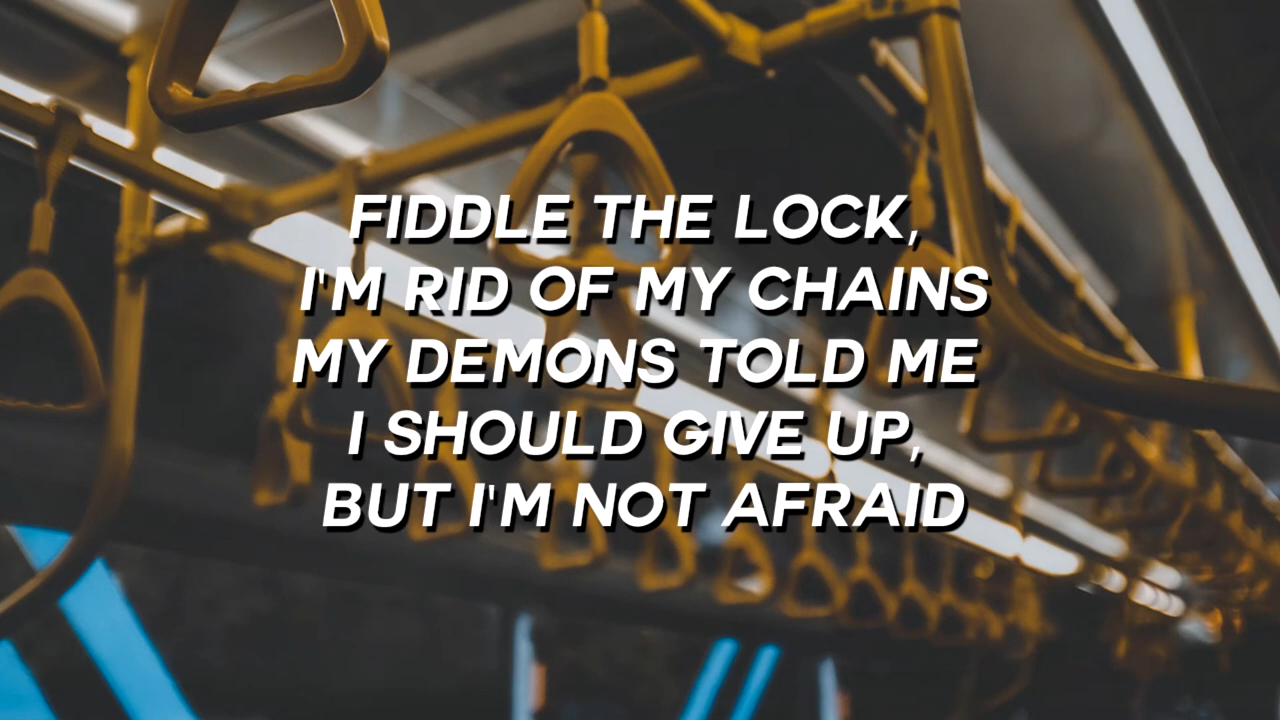 FIDDLE THE LOCK,
I'M RID OF MY CHAINS
MY DEMONS TOLD ME
I SHOULD GIVE UP,
BUT I'M NOT AFRAID